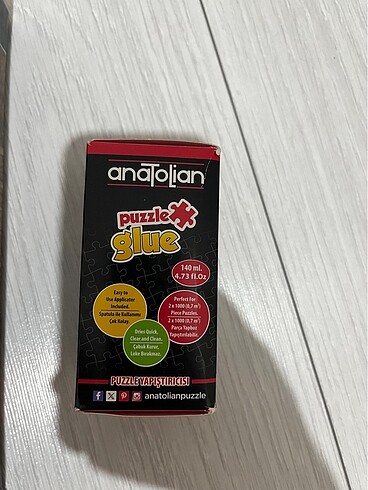 anatolian
puzzle
glue
140 ml.
4.73 fl.Oz
Easy to
Use Applicator
Included.
Spatula ile Kullanımı
Çok Kolay.
Perfect For
2 x 1000 (0,7 m²)
Piece Puzzles.
2 x 1000 (0,7 m²)
Parça Yapboz
Yapıştırılabilir.
Dries Quick,
Clear and Clean.
Çabuk Kurur,
Leke Bırakmaz.
PUZZLE YAPIŞTIRICISI
anatolianpuzzle